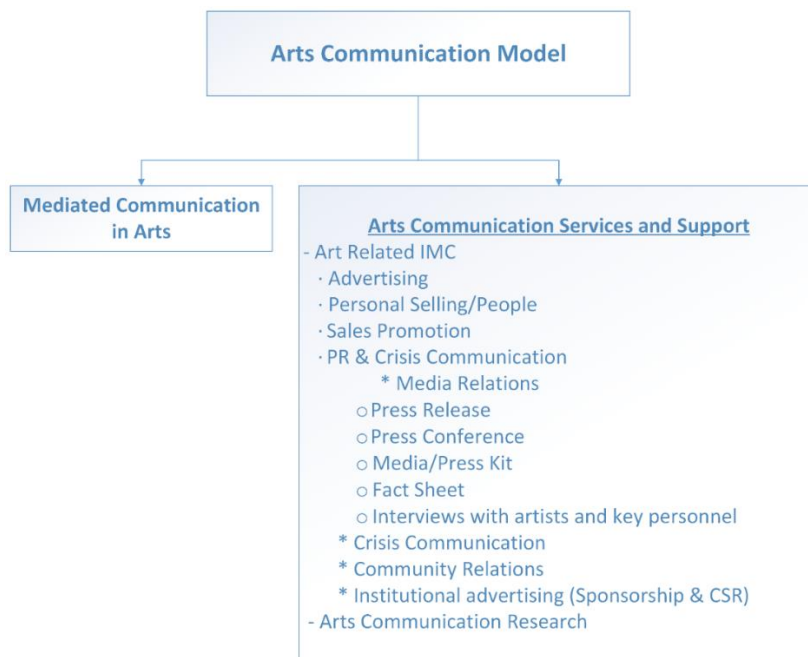 Arts Communication Model
Mediated Communication
in Arts
Arts Communication Services and Support
- Art Related IMC
· Advertising
· Personal Selling/People
· Sales Promotion
· PR & Crisis Communication
* Media Relations
○ Press Release
○ Press Conference
○ Media/Press Kit
○ Fact Sheet
○ Interviews with artists and key personnel
* Crisis Communication
* Community Relations
* Institutional advertising (Sponsorship & CSR)
- Arts Communication Research